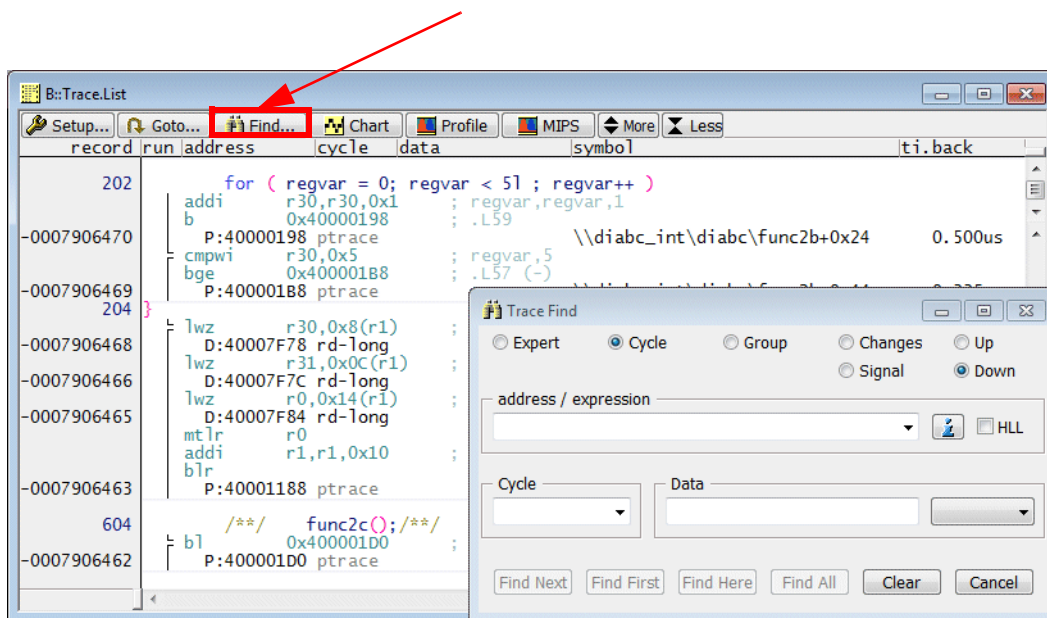 B::Trace.List
Setup... Goto... Find... Chart Profile MIPS More Less
record run address cycle data symbol ti.back
202 for ( regvar = 0; regvar < 5l ; regvar++ )
addi r30,r30,0x1 ; regvar,regvar,1
b 0x40000198 ; .L59
-0007906470 P:40000198 ptrace \\diabc_int\diabc\func2b+0x24 0.500us
cmpwi r30,0x5 ; regvar,5
bge 0x400001B8 ; .L57 (-)
-0007906469 P:400001B8 ptrace
204 }
lwz r30,0x8(r1) ;
-0007906468 D:40007F78 rd-long
lwz r31,0x0C(r1) ;
-0007906466 D:40007F7C rd-long
lwz r0,0x14(r1) ;
-0007906465 D:40007F84 rd-long
mtlr r0
addi r1,r1,0x10 ;
blr
-0007906463 P:40001188 ptrace
604 /**/ func2c();/**/
bl 0x400001D0 ;
-0007906462 P:400001D0 ptrace
Trace Find
Expert Cycle Group Changes Up
Signal Down
address / expression
HLL
Cycle Data
Find Next Find First Find Here Find All Clear Cancel